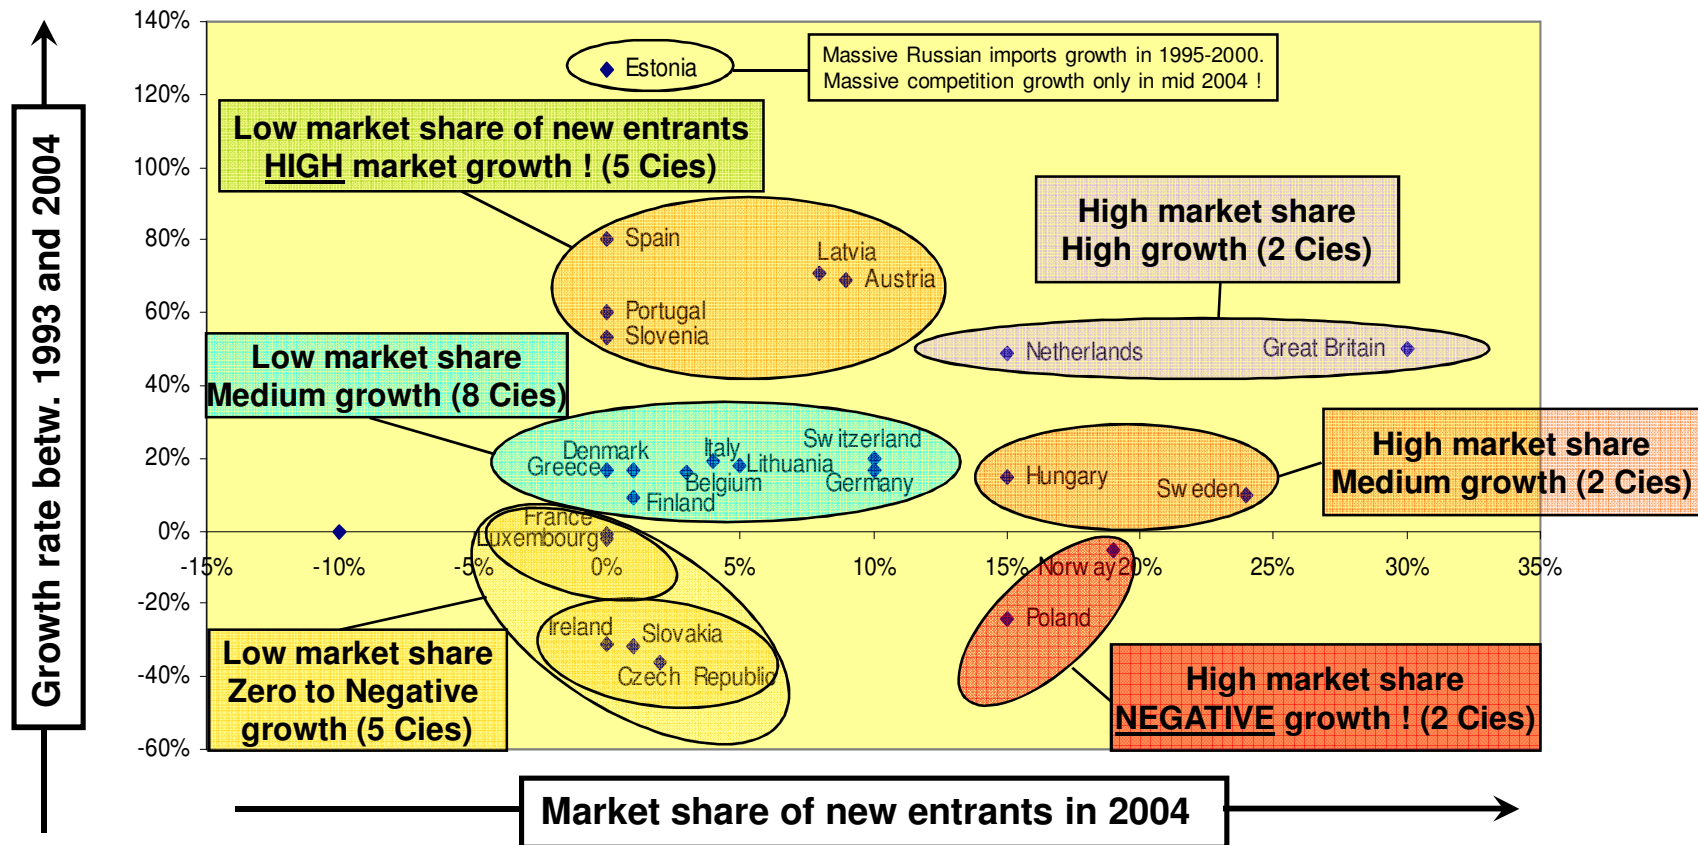 140%
Estonia
Massive Russian imports growth in 1995-2000.
Massive competition growth only in mid 2004 !
120%
Low market share of new entrants
HIGH market growth ! (5 Cies)
100%
High market share
High growth (2 Cies)
80%
Spain
Latvia
Austria
60%
Portugal
Slovenia
Low market share
Medium growth (8 Cies)
Netherlands
Great Britain
40%
High market share
Medium growth (2 Cies)
20%
Denmark
Greece
Italy
Lithuania
Belgium
Finland
Switzerland
Germany
Hungary
Sweden
0%
France
Luxembourg
-15%
-10%
-5%
0%
5%
10%
15%
Norway
20%
25%
30%
35%
-20%
Ireland
Slovakia
Czech Republic
Poland
Low market share
Zero to Negative
growth (5 Cies)
-40%
High market share
NEGATIVE growth ! (2 Cies)
-60%
Growth rate betw. 1993 and 2004
Market share of new entrants in 2004